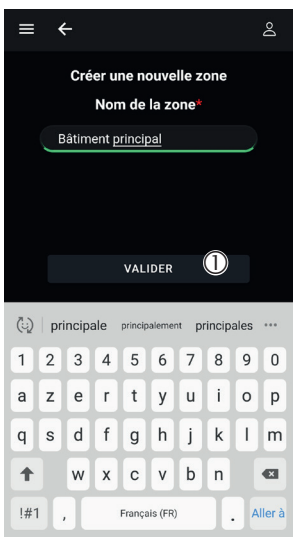 Créer une nouvelle zone
Nom de la zone*
Bâtiment principal
VALIDER ①
principale principalement principales ...
1 2 3 4 5 6 7 8 9 0
a z e r t y u i o p
q s d f g h j k l m
w x c v b n
!#1 , Français (FR) . Aller à